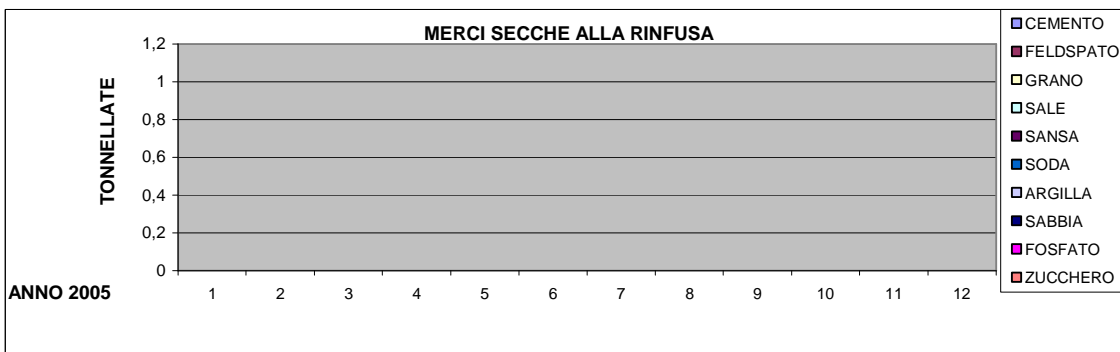 MERCI SECCHE ALLA RINFUSA
TONNELLATE
1,2
1
0,8
0,6
0,4
0,2
0
1 2 3 4 5 6 7 8 9 10 11 12
ANNO 2005
CEMENTO
FELDSPATO
GRANO
SALE
SANSA
SODA
ARGILLA
SABBIA
FOSFATO
ZUCCHERO